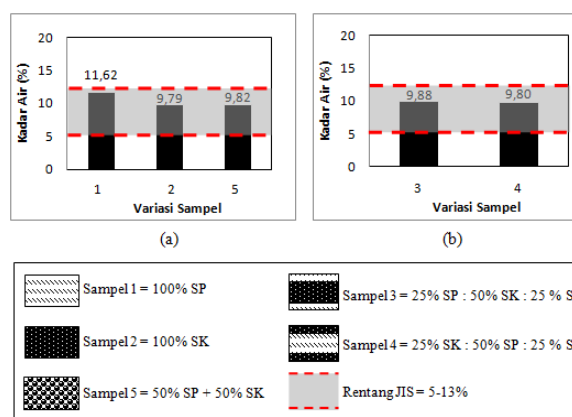 20
15
10
5
0
Kadar Air (%)
11,62
9,79
9,82
1 2 5
Variasi Sampel
(a)
20
15
10
5
0
Kadar Air (%)
9,88
9,80
3 4
Variasi Sampel
(b)
Sampel 1 = 100% SP
Sampel 2 = 100% SK
Sampel 5 = 50% SP + 50% SK
Sampel 3 = 25% SP : 50% SK : 25 % S
Sampel 4 = 25% SK : 50% SP : 25 % S
Rentang JIS = 5-13%